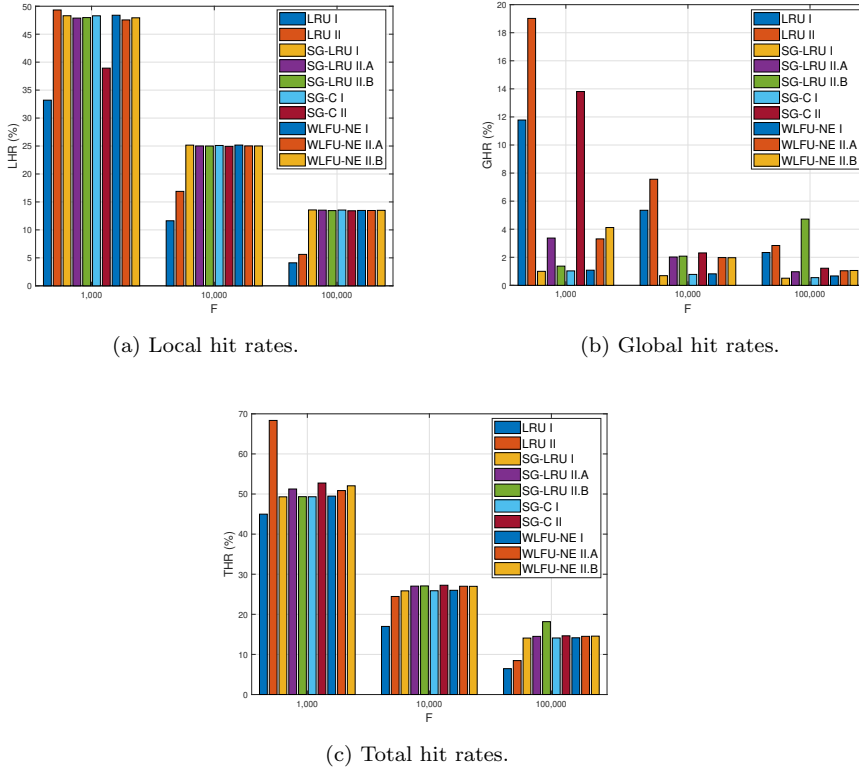 50
45
40
35
30
25
20
15
10
5
0
LHR (%)
1,000
10,000
100,000
F
LRU I
LRU II
SG-LRU I
SG-LRU II.A
SG-LRU II.B
SG-C I
SG-C II
WLFU-NE I
WLFU-NE II.A
WLFU-NE II.B
(a) Local hit rates.
20
18
16
14
12
10
8
6
4
2
0
GHR (%)
1,000
10,000
100,000
F
LRU I
LRU II
SG-LRU I
SG-LRU II.A
SG-LRU II.B
SG-C I
SG-C II
WLFU-NE I
WLFU-NE II.A
WLFU-NE II.B
(b) Global hit rates.
70
60
50
40
30
20
10
0
THR (%)
1,000
10,000
100,000
F
LRU I
LRU II
SG-LRU I
SG-LRU II.A
SG-LRU II.B
SG-C I
SG-C II
WLFU-NE I
WLFU-NE II.A
WLFU-NE II.B
(c) Total hit rates.